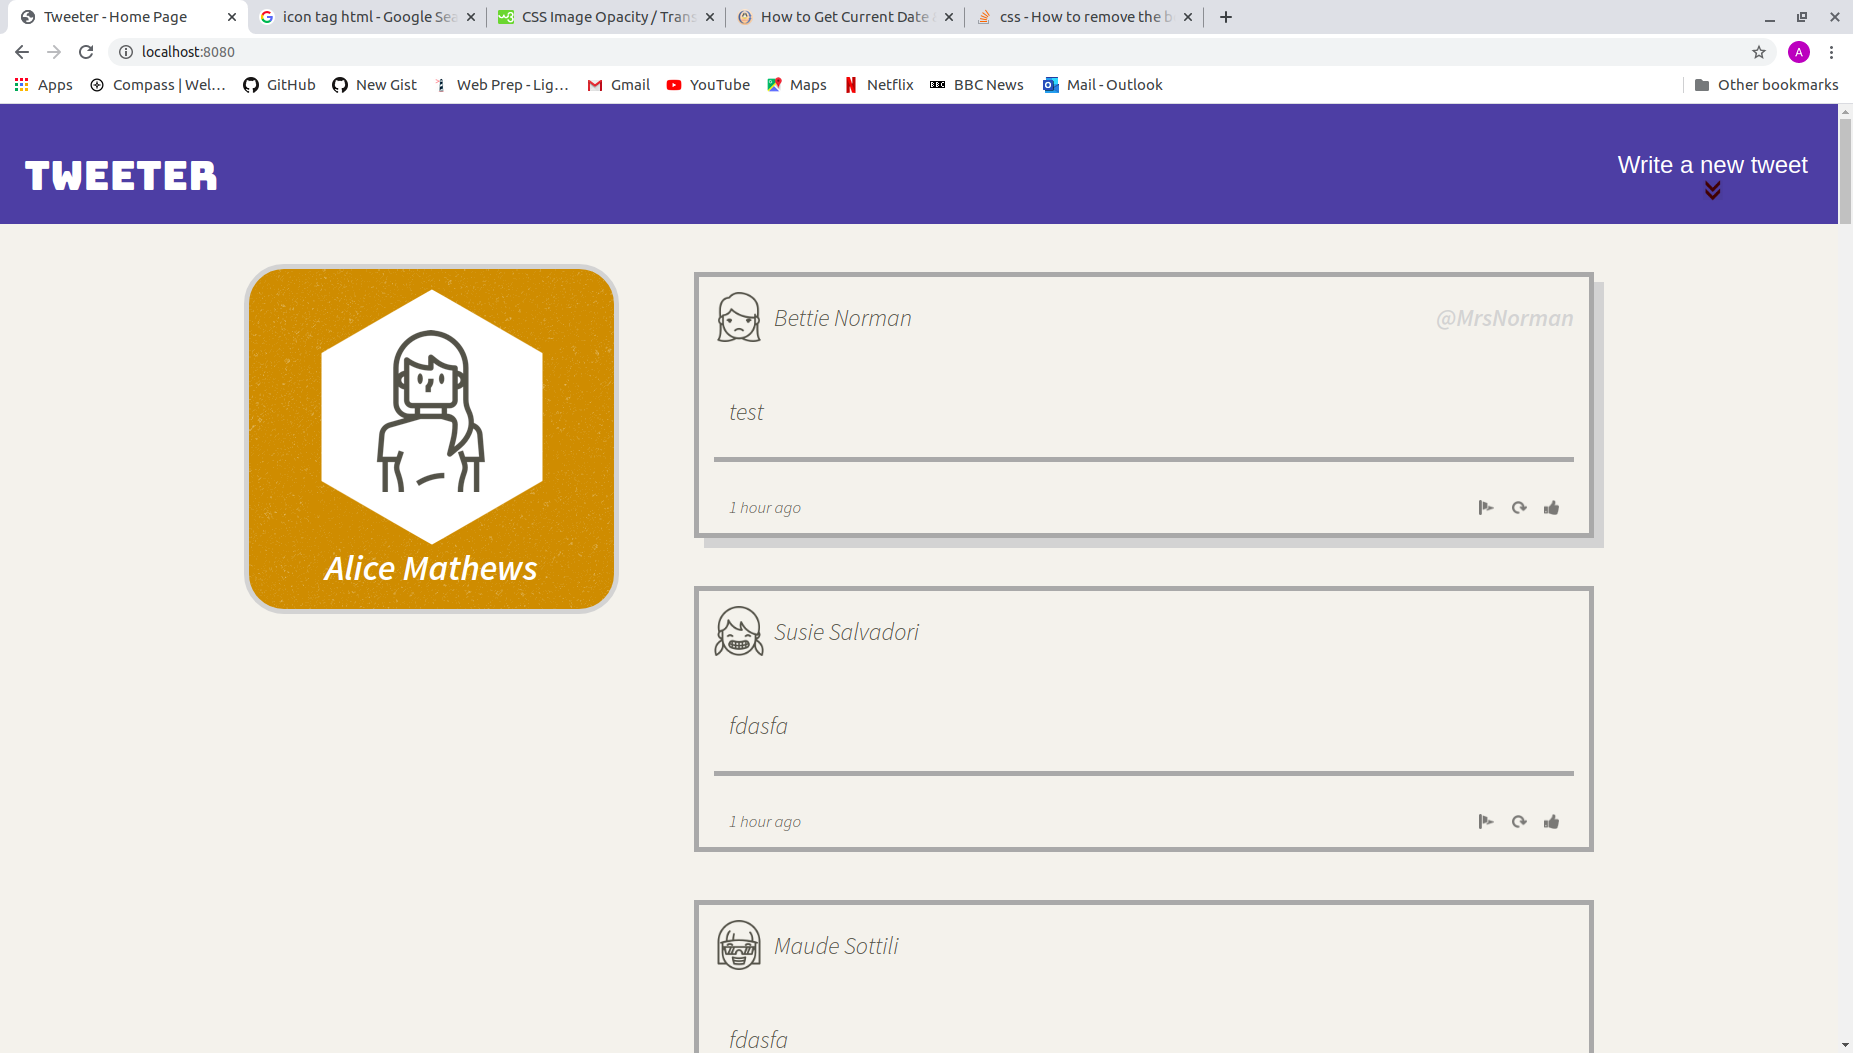 Tweeter - Home Page
icon tag html - Google Sea
CSS Image Opacity / Trans
How to Get Current Date
css - How to remove the b
localhost:8080
A
Apps
Compass | Wel...
GitHub
New Gist
Web Prep - Lig...
Gmail
YouTube
Maps
Netflix
BBC News
Mail - Outlook
Other bookmarks
TWEETER
Write a new tweet
Alice Mathews
Bettie Norman
@MrsNorman
test
1 hour ago
Susie Salvadori
fdasfa
1 hour ago
Maude Sottili
fdasfa